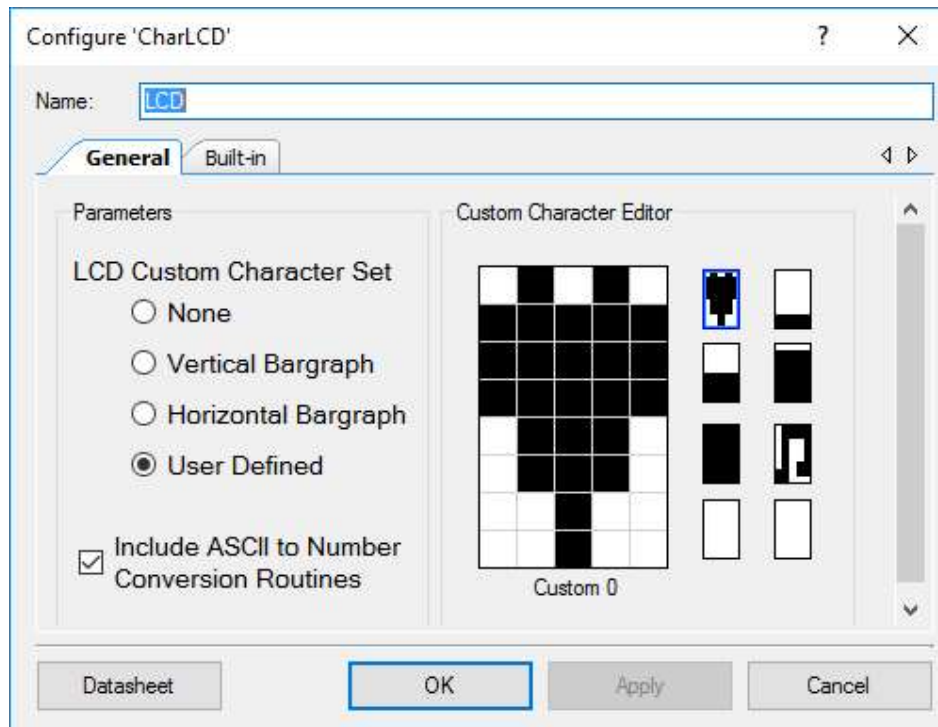 Configure 'CharLCD'
?
Name:
LCD
General
Built-in
Parameters
LCD Custom Character Set
None
Vertical Bargraph
Horizontal Bargraph
User Defined
Include ASCII to Number
Conversion Routines
Custom Character Editor
Custom 0
Datasheet
OK
Apply
Cancel